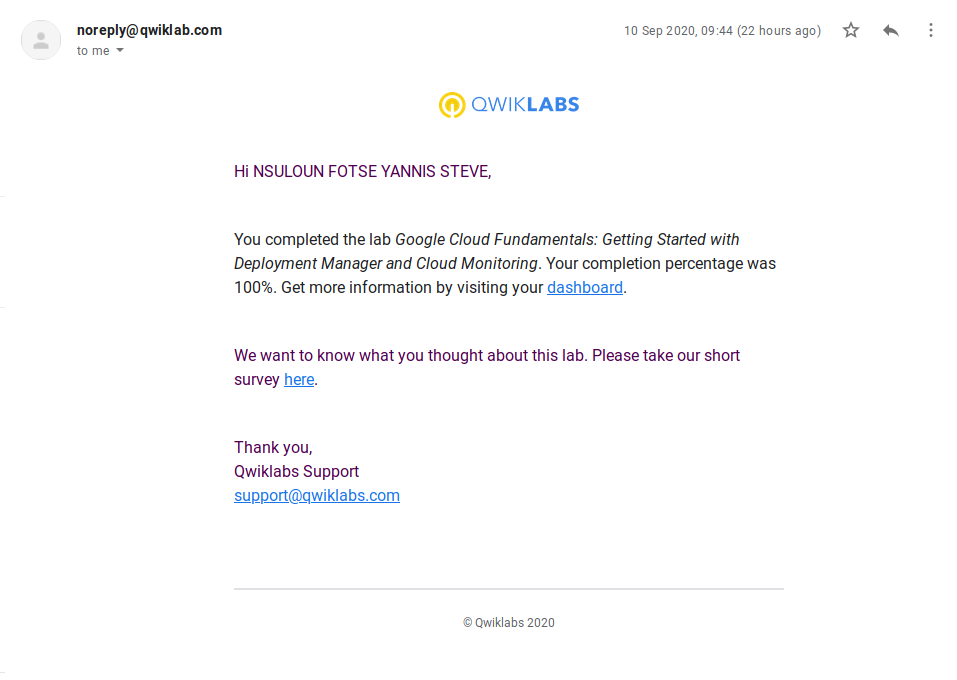 noreply@qwiklab.com
10 Sep 2020, 09:44 (22 hours ago)
to me
QWIKLABS
Hi NSULOUN FOTSE YANNIS STEVE,
You completed the lab Google Cloud Fundamentals: Getting Started with
Deployment Manager and Cloud Monitoring. Your completion percentage was
100%. Get more information by visiting your dashboard.
We want to know what you thought about this lab. Please take our short
survey here.
Thank you,
Qwiklabs Support
support@qwiklabs.com
© Qwiklabs 2020